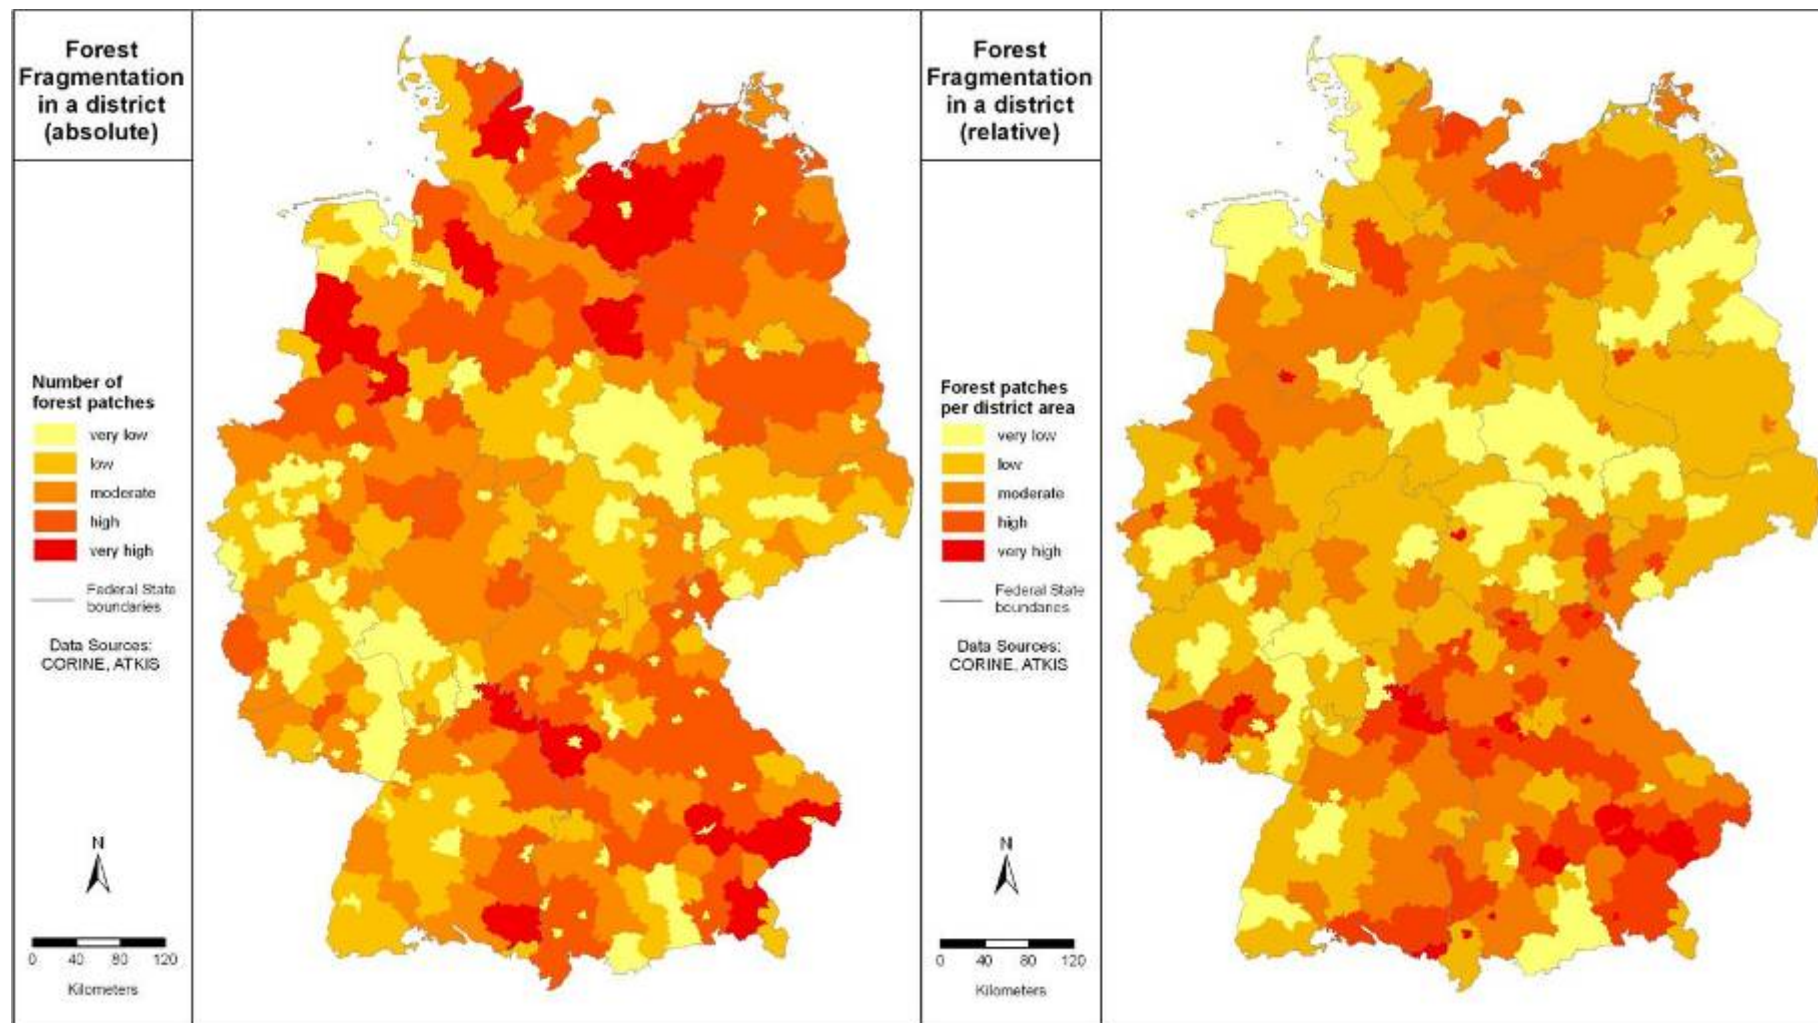 Forest
Fragmentation
in a district
(absolute)
Number of
forest patches
very low
low
moderate
high
very high
Federal State
boundaries
Data Sources:
CORINE, ATKIS
N
0 40 80 120
Kilometers
Forest
Fragmentation
in a district
(relative)
Forest patches
per district area
very low
low
moderate
high
very high
Federal State
boundaries
Data Sources:
CORINE, ATKIS
N
0 40 80 120
Kilometers